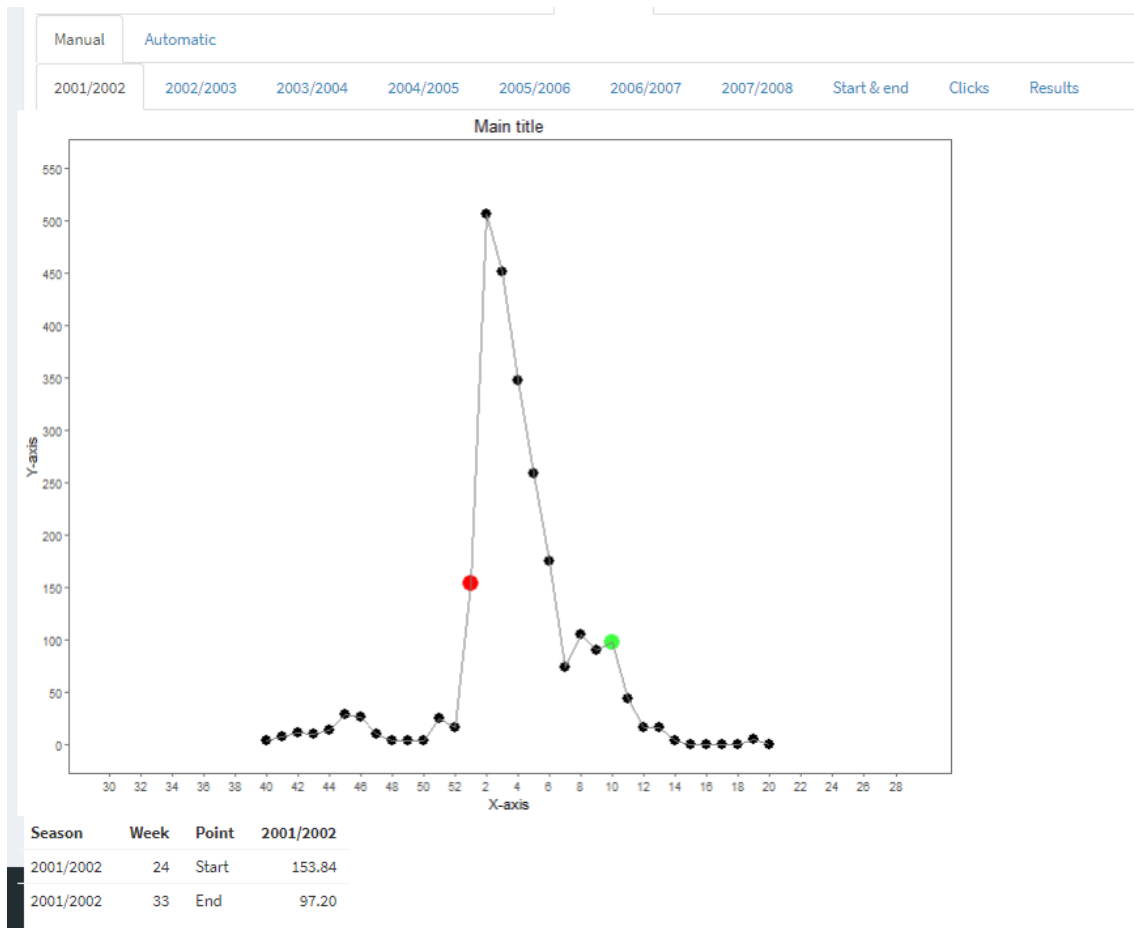 Manual Automatic
2001/2002 2002/2003 2003/2004 2004/2005 2005/2006 2006/2007 2007/2008 Start & end Clicks Results
Main title
550
500
450
400
350
300
250
200
150
100
50
0
Y-axis
30 32 34 36 38 40 42 44 46 48 50 52 2 4 6 8 10 12 14 16 18 20 22 24 26 28
X-axis
Season Week Point 2001/2002
2001/2002 24 Start 153.84
2001/2002 33 End 97.20